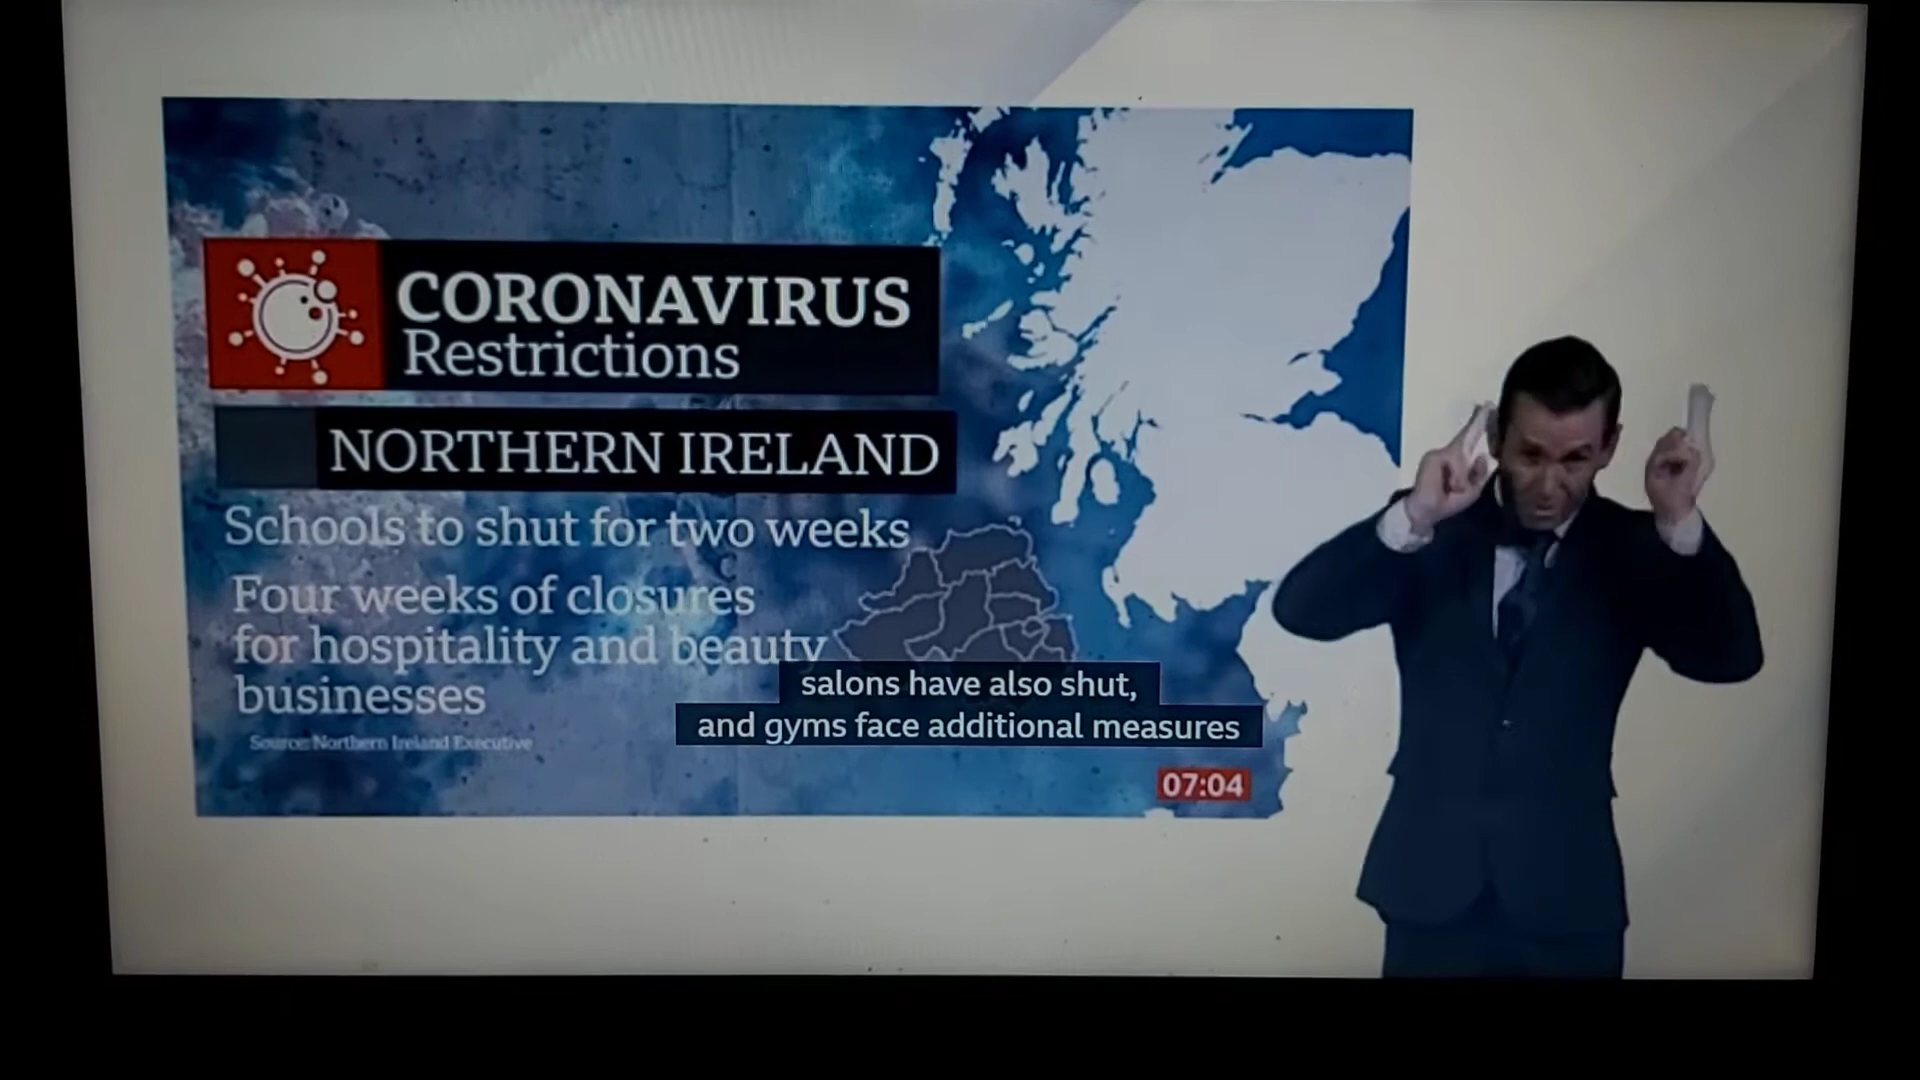 CORONAVIRUS
Restrictions
NORTHERN IRELAND
Schools to shut for two weeks
Four weeks of closures
for hospitality and beauty
businesses
Source: Northern Ireland Executive
salons have also shut,
and gyms face additional measures
07:04